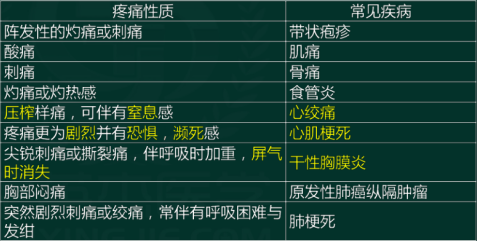 疼痛性质 常见疾病
阵发性的灼痛或刺痛 带状疱疹
酸痛 肌痛
刺痛 骨痛
灼痛或灼热感 食管炎
压榨样痛，可伴有窒息感 心绞痛
疼痛更为剧烈并有恐惧，濒死感 心肌梗死
尖锐刺痛或撕裂痛，伴呼吸时加重，屏气
时消失 干性胸膜炎
胸部闷痛 原发性肺癌纵隔肿瘤
突然剧烈刺痛或绞痛，常伴有呼吸困难与
发绀 肺梗死